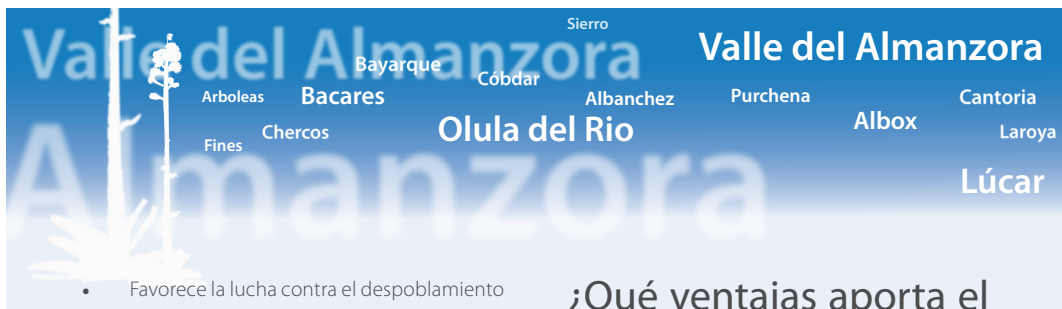 Valle del Almanzora
Almanzora
Sierro
Valle del Almanzora
Bayarque
Cóbdar
Arboleas
Bacares
Albanchez
Purchena
Cantoria
Fines
Chercos
Olula del Rio
Albox
Laroya
Lúcar
• Favorece la lucha contra el despoblamiento
¿Qué ventajas aporta el